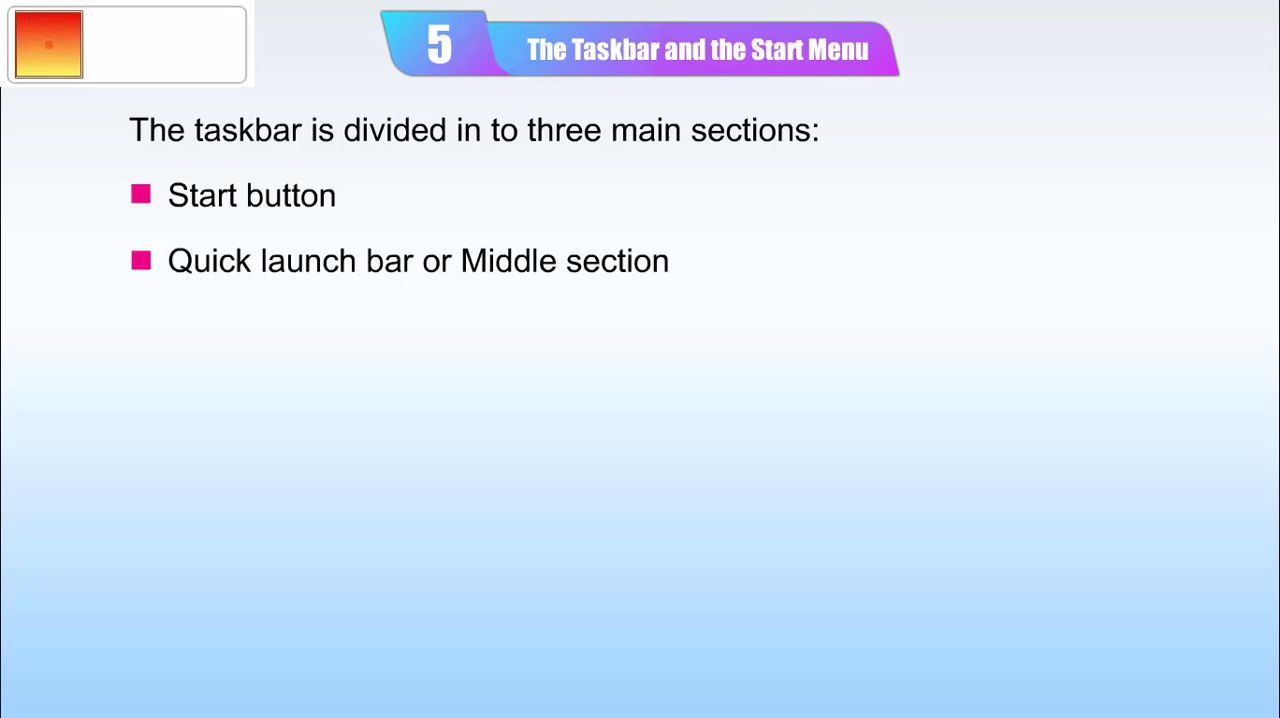 5
The Taskbar and the Start Menu
The taskbar is divided in to three main sections:
Start button
Quick launch bar or Middle section